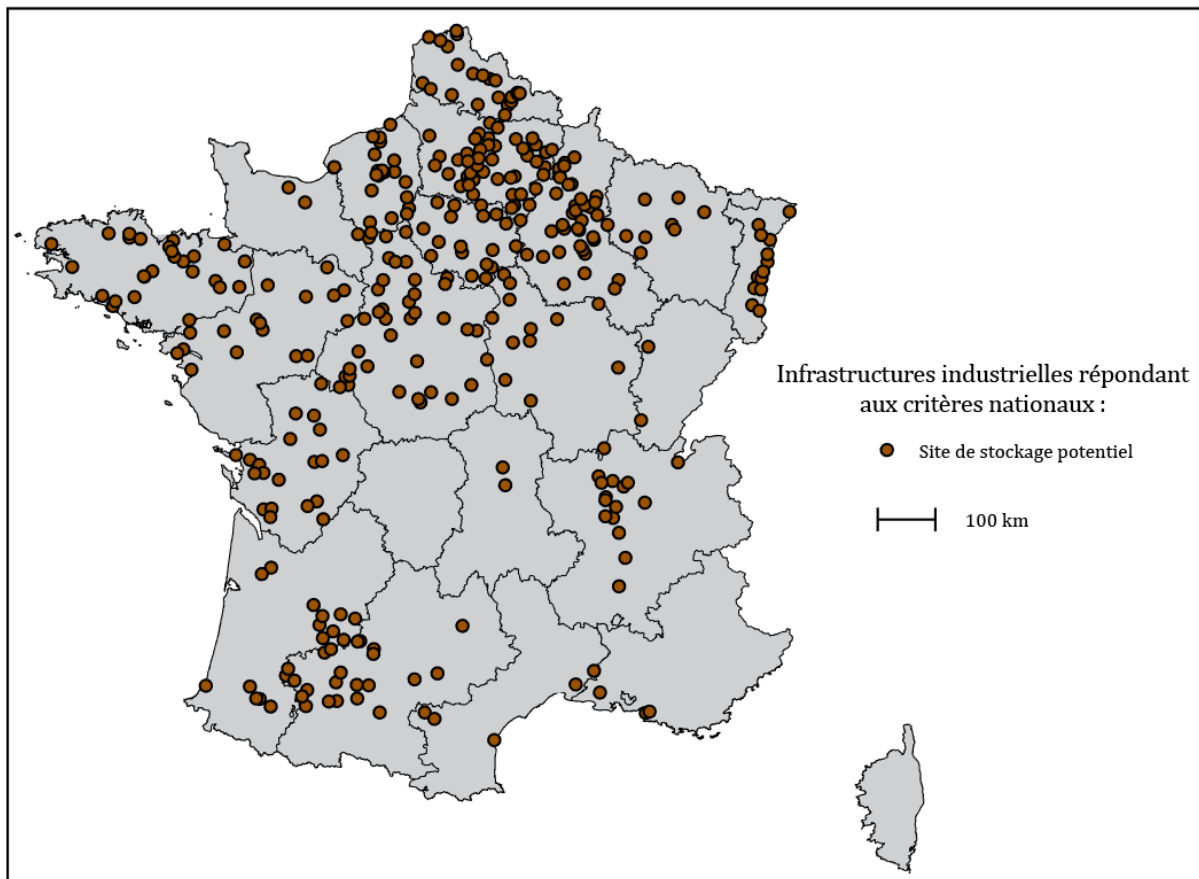 Infrastructures industrielles répondant
aux critères nationaux :
Site de stockage potentiel
100 km